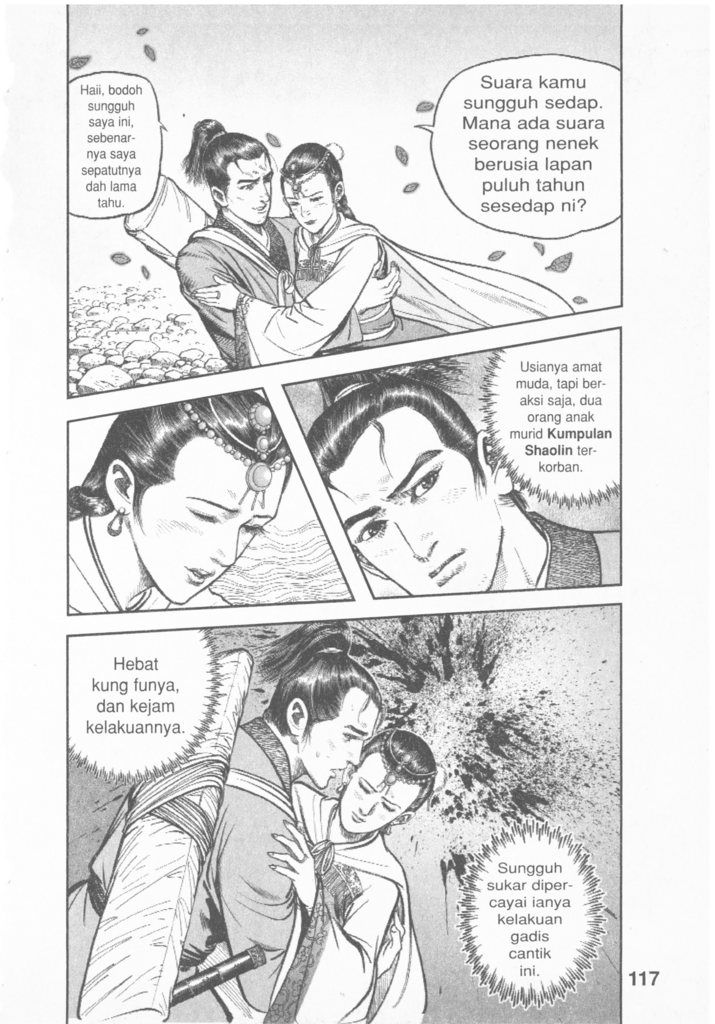 Haii, bodoh
sungguh
saya ini,
sebenar-
nya saya
sepatutnya
dah lama
tahu.
Suara kamu
sungguh sedap.
Mana ada suara
seorang nenek
berusia lapan
puluh tahun
sesedap ni?
Usianya amat
muda, tapi ber-
aksi saja, dua
orang anak
murid Kumpulan
Shaolin ter-
korban.
Hebat
kung funya,
dan kejam
kelakuannya.
Sungguh
sukar diper-
cayai ianya
kelakuan
gadis
cantik
ini.
117